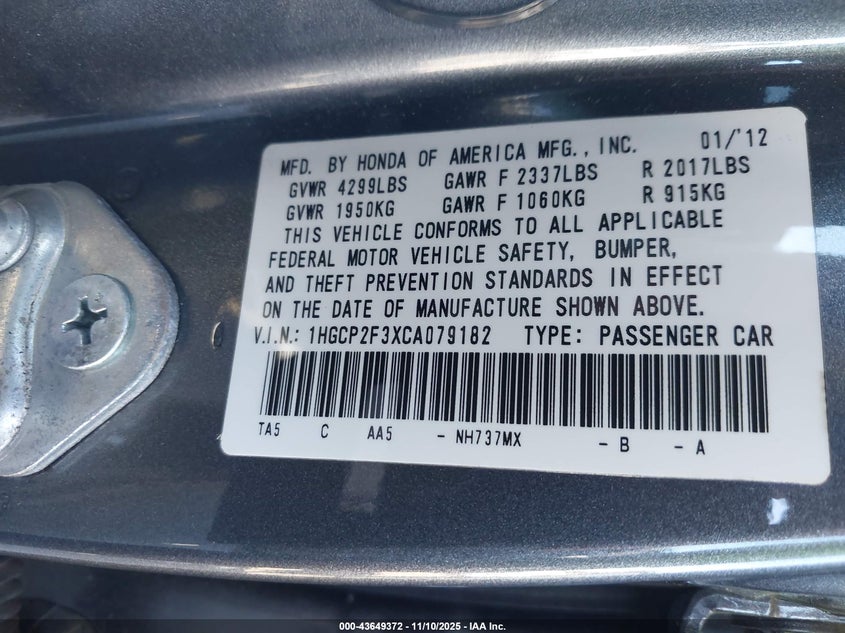 MFD. BY HONDA OF AMERICA MFG., INC. 01/'12
GVWR 4299LBS GAWR F 2337LBS R 2017LBS
GVWR 1950KG GAWR F 1060KG R 915KG
THIS VEHICLE CONFORMS TO ALL APPLICABLE
FEDERAL MOTOR VEHICLE SAFETY, BUMPER,
AND THEFT PREVENTION STANDARDS IN EFFECT
ON THE DATE OF MANUFACTURE SHOWN ABOVE.
V.I.N.: 1HGCP2F3XCA079182 TYPE: PASSENGER CAR
TA5 C AA5 - NH737MX - B - A
000-43649372 - 11/10/2025 - IAA Inc.